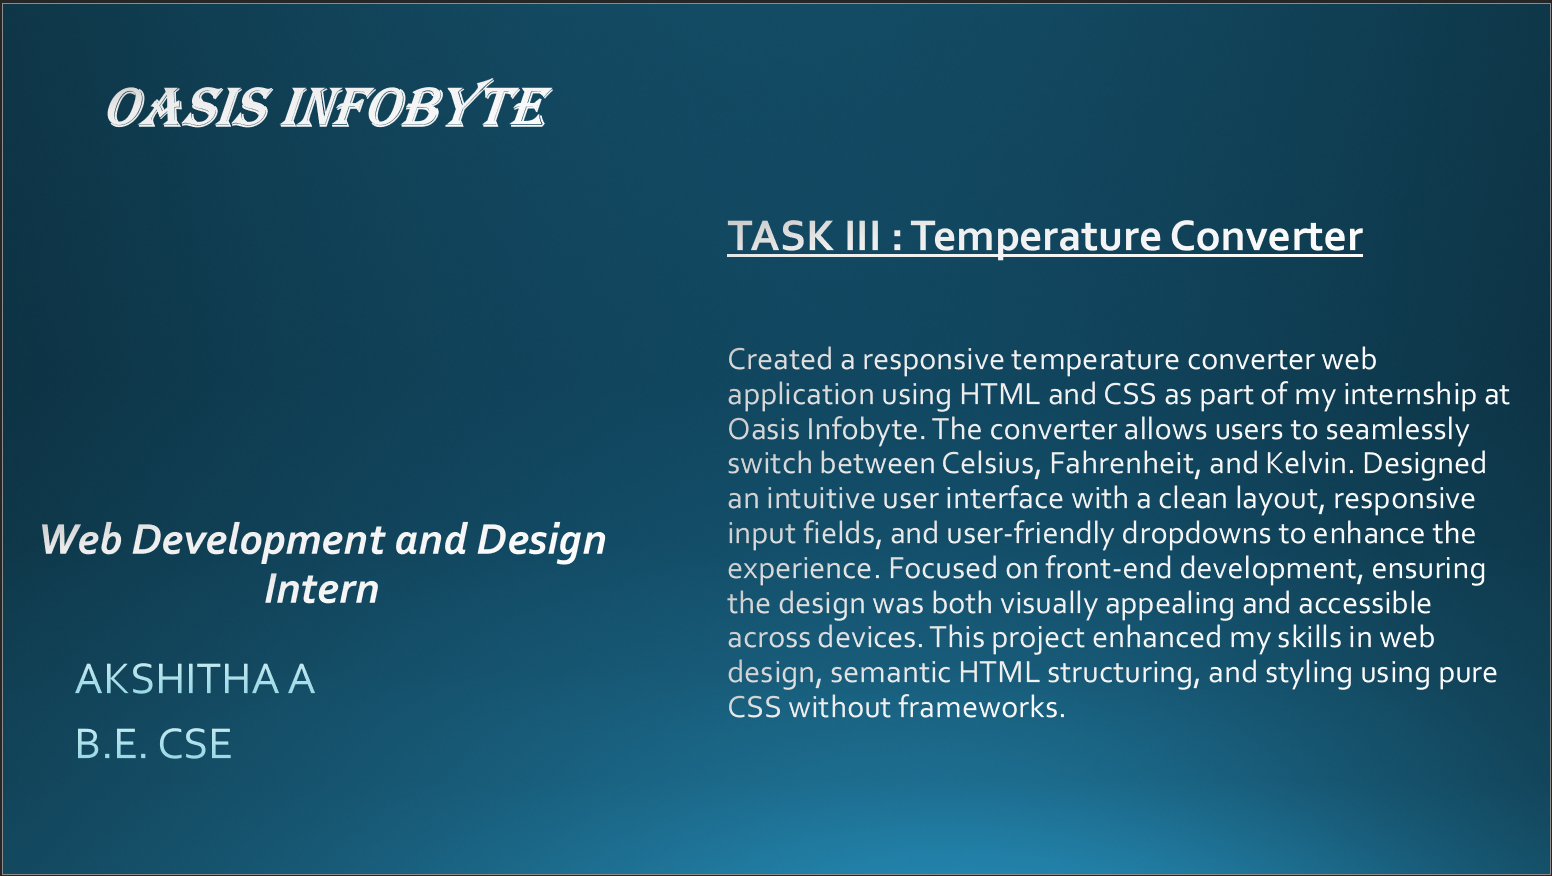 OASIS INFOBYTE
Web Development and Design
Intern
AKSHITHA A
B.E. CSE
TASK III : Temperature Converter
Created a responsive temperature converter web
application using HTML and CSS as part of my internship at
Oasis Infobyte. The converter allows users to seamlessly
switch between Celsius, Fahrenheit, and Kelvin. Designed
an intuitive user interface with a clean layout, responsive
input fields, and user-friendly dropdowns to enhance the
experience. Focused on front-end development, ensuring
the design was both visually appealing and accessible
across devices. This project enhanced my skills in web
design, semantic HTML structuring, and styling using pure
CSS without frameworks.